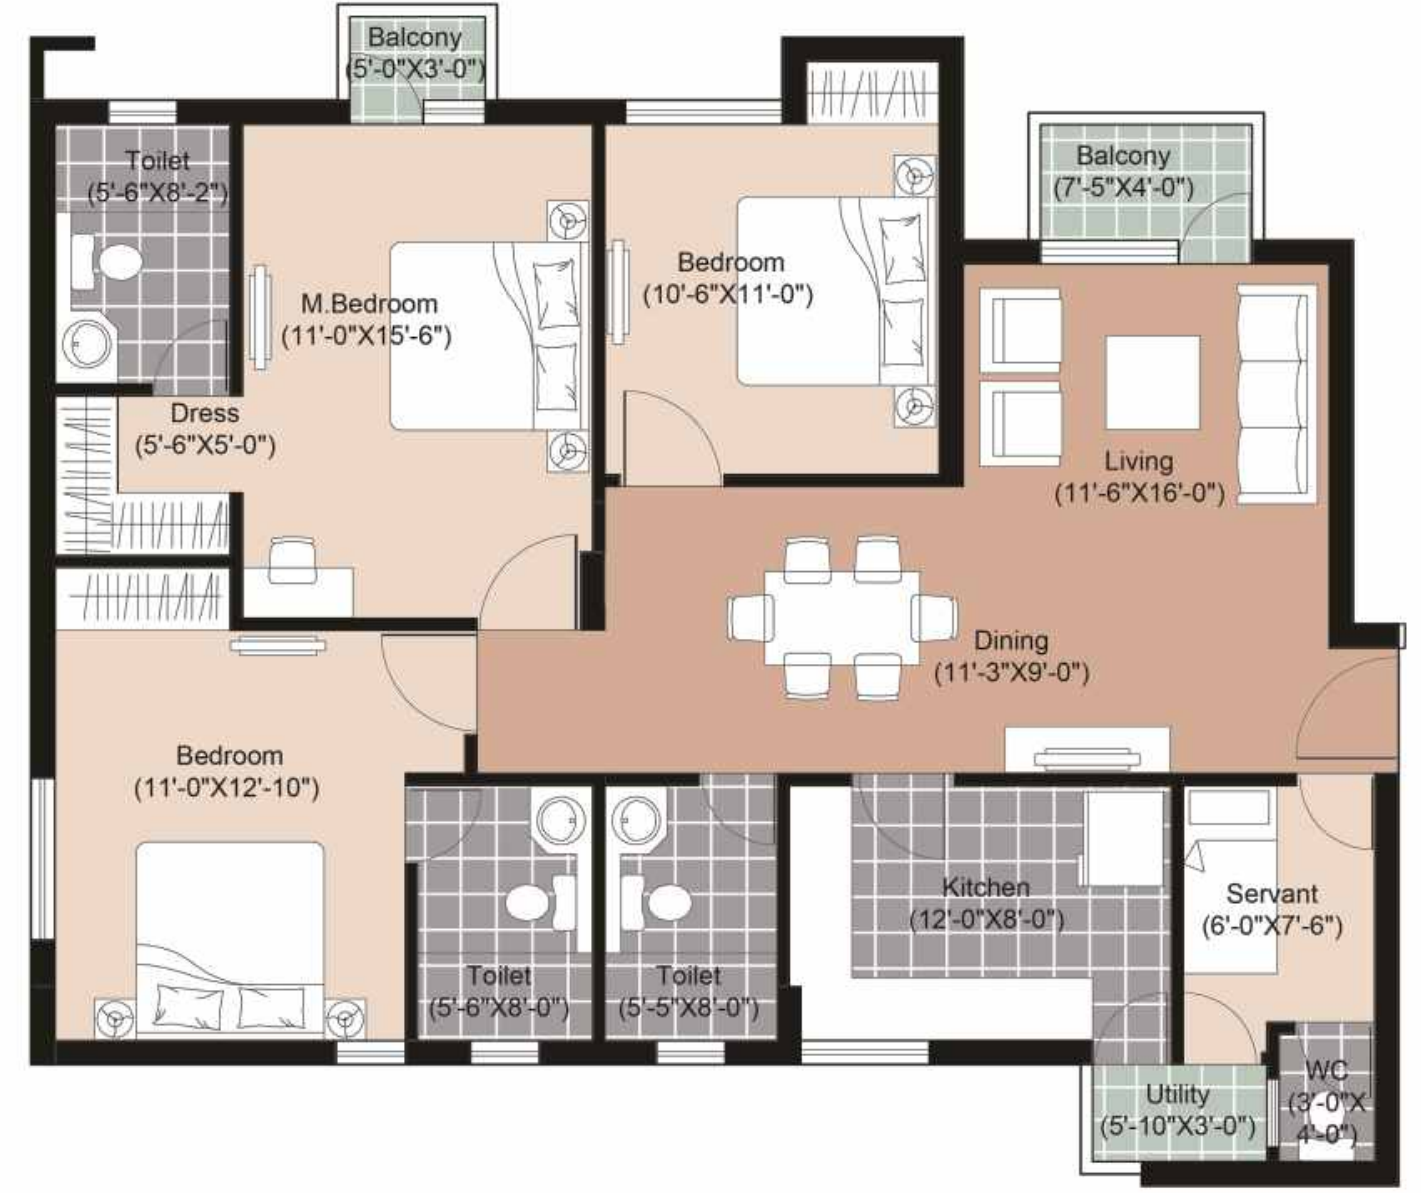 Balcony
(5'-0"X3'-0")
Toilet
(5'-6"X8'-2")
Balcony
(7'-5"X4'-0")
Bedroom
(10'-6"X11'-0")
M.Bedroom
(11'-0"X15'-6")
Dress
(5'-6"X5'-0")
Living
(11'-6"X16'-0")
Dining
(11'-3"X9'-0")
Bedroom
(11'-0"X12'-10")
Kitchen
(12'-0"X8'-0")
Servant
(6'-0"X7'-6")
Toilet
(5'-6"X8'-0")
Toilet
(5'-5"X8'-0")
Utility
(5'-10"X3'-0")
WC
(3'-0"X
4'-0")